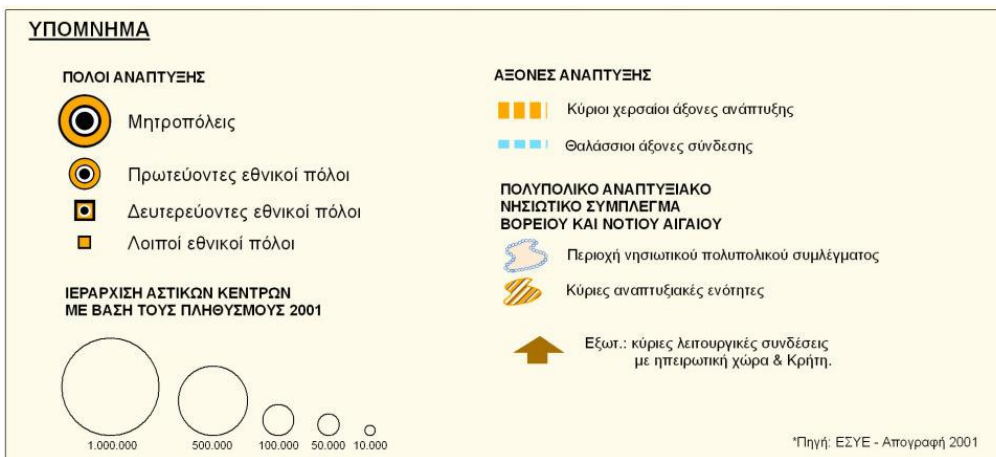 ΥΠΟΜΝΗΜΑ
ΠΟΛΟΙ ΑΝΑΠΤΥΞΗΣ
Μητροπόλεις
Πρωτεύοντες εθνικοί πόλοι
Δευτερεύοντες εθνικοί πόλοι
Λοιποί εθνικοί πόλοι
ΙΕΡΑΡΧΙΣΗ ΑΣΤΙΚΩΝ ΚΕΝΤΡΩΝ
ΜΕ ΒΑΣΗ ΤΟΥΣ ΠΛΗΘΥΣΜΟΥΣ 2001
1.000.000 500.000 100.000 50.000 10.000
ΑΞΟΝΕΣ ΑΝΑΠΤΥΞΗΣ
Κύριοι χερσαίοι άξονες ανάπτυξης
Θαλάσσιοι άξονες σύνδεσης
ΠΟΛΥΠΟΛΙΚΟ ΑΝΑΠΤΥΞΙΑΚΟ
ΝΗΣΙΩΤΙΚΟ ΣΥΜΠΛΕΓΜΑ
ΒΟΡΕΙΟΥ ΚΑΙ ΝΟΤΙΟΥ ΑΙΓΑΙΟΥ
Περιοχή νησιωτικού πολυπολικού συμλέγματος
Κύριες αναπτυξιακές ενότητες
Εξωτ.: κύριες λειτουργικές συνδέσεις
με ηπειρωτική χώρα & Κρήτη.
*Πηγή: ΕΣΥΕ - Απογραφή 2001